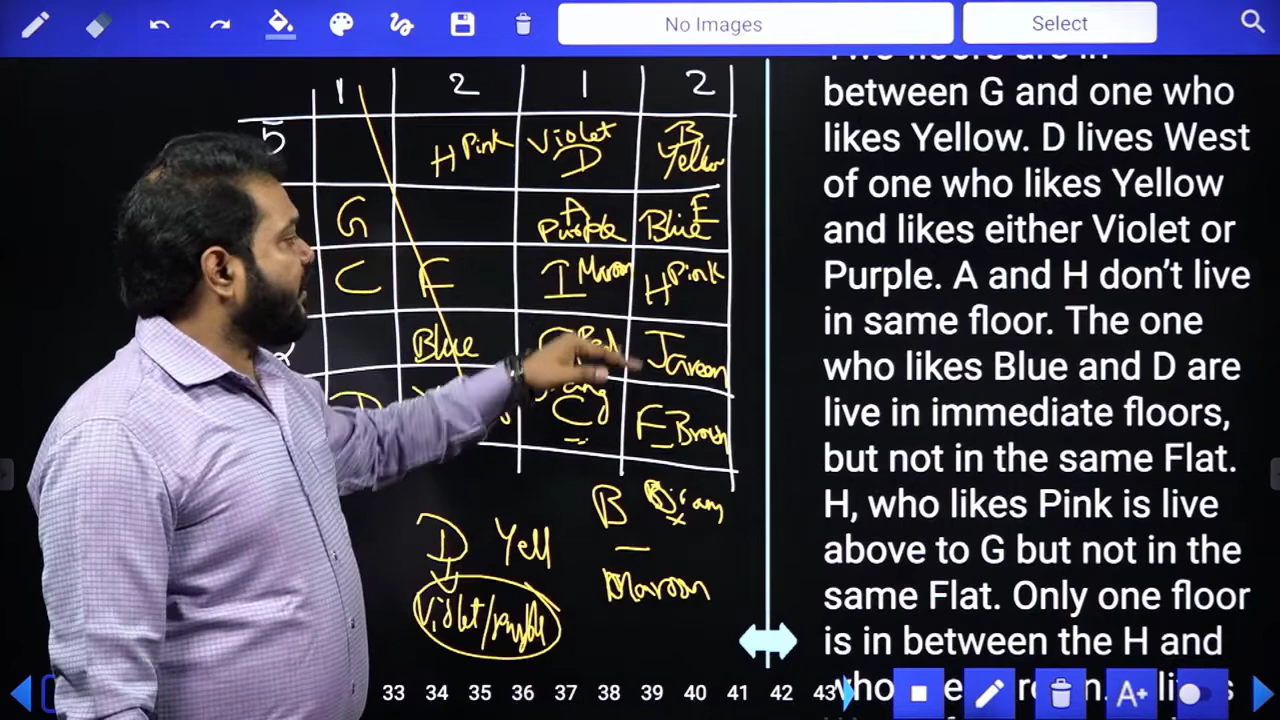 No Images
Select
1 2 1 2
5 H Pink Violet D B Yellow
G A Purple Blue E
C F I Maroon H Pink
2 Blue G Red J Green
D C F Brown
B
D Yell
Maroon
Violet/purple
between G and one who
likes Yellow. D lives West
of one who likes Yellow
and likes either Violet or
Purple. A and H don’t live
in same floor. The one
who likes Blue and D are
live in immediate floors,
but not in the same Flat.
H, who likes Pink is live
above to G but not in the
same Flat. Only one floor
is in between the H and
33 34 35 36 37 38 39 40 41 42 43
A+